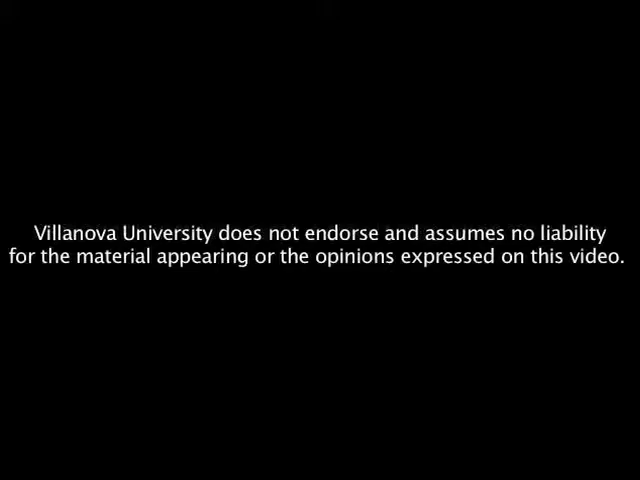 Villanova University does not endorse and assumes no liability
for the material appearing or the opinions expressed on this video.